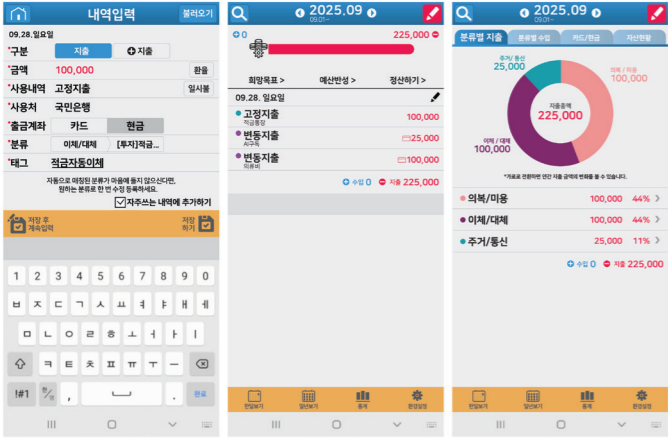 내역입력
불러오기
09.28.일요일
*구분 지출 지출
*금액 100,000 환율
*사용내역 고정지출 일시불
*사용처 국민은행
*출금계좌 카드 현금
*분류 이체/대체 [투자]적금...
*태그 적금자동이체
자동으로 매칭된 분류가 마음에 들지 않으신다면,
원하는 분류로 한 번 수정 등록하세요.
자주쓰는 내역에 추가하기
저장 후
계속입력
저장
하기
1 2 3 4 5 6 7 8 9 0
ㅂ ㅈ ㄷ ㄱ ㅅ ㅛ ㅕ ㅑ ㅐ ㅔ
ㅁ ㄴ ㅇ ㄹ ㅎ ㅗ ㅓ ㅏ ㅣ
ㅋ ㅌ ㅊ ㅍ ㅠ ㅜ ㅡ
!#1 한/영 , . 완료
2025.09
09.01~
0 225,000
희망목표 > 예산반성 > 정산하기 >
09.28. 일요일
고정지출
적금통장
100,000
변동지출
AI구독
25,000
변동지출
의류비
100,000
수입 0 지출 225,000
한달보기 일년보기 통계 환경설정
2025.09
09.01~
분류별 지출 분류별 수입 카드/현금 자산현황
주거/ 통신
25,000
의복 / 미용
100,000
지출총액
225,000
이체 / 대체
100,000
*가로로 전환하면 연간 지출 금액의 변화를 볼 수 있습니다.
의복/미용 100,000 44% >
이체/대체 100,000 44% >
주거/통신 25,000 11% >
수입 0 지출 225,000
한달보기 일년보기 통계 환경설정